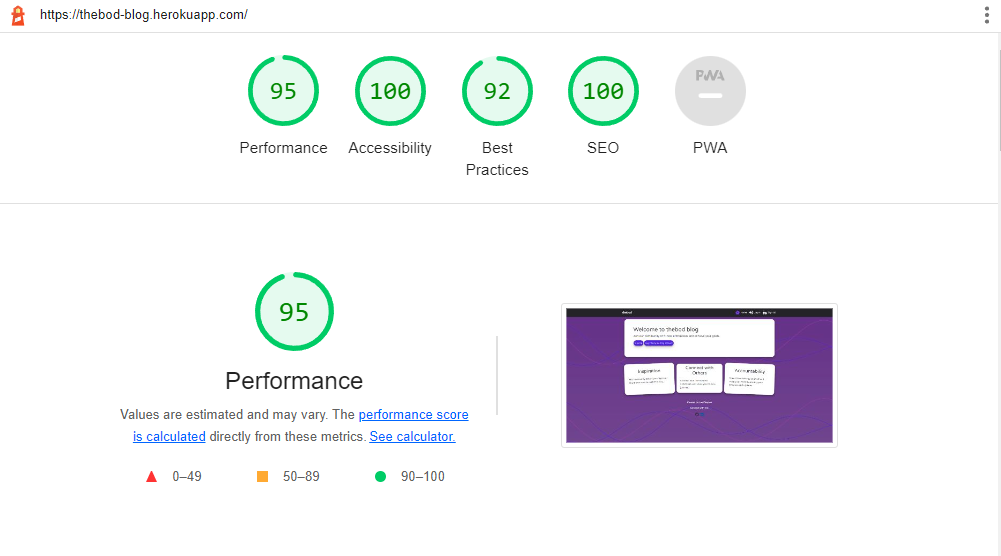 https://thebod-blog.herokuapp.com/
95
100
92
100
PWA
Performance
Accessibility
Best
Practices
SEO
PWA
95
Performance
Values are estimated and may vary. The performance score
is calculated directly from these metrics. See calculator.
0–49
50–89
90–100
thebod
Welcome to thebod blog
Inspiration
Connect with
Others
Accountability